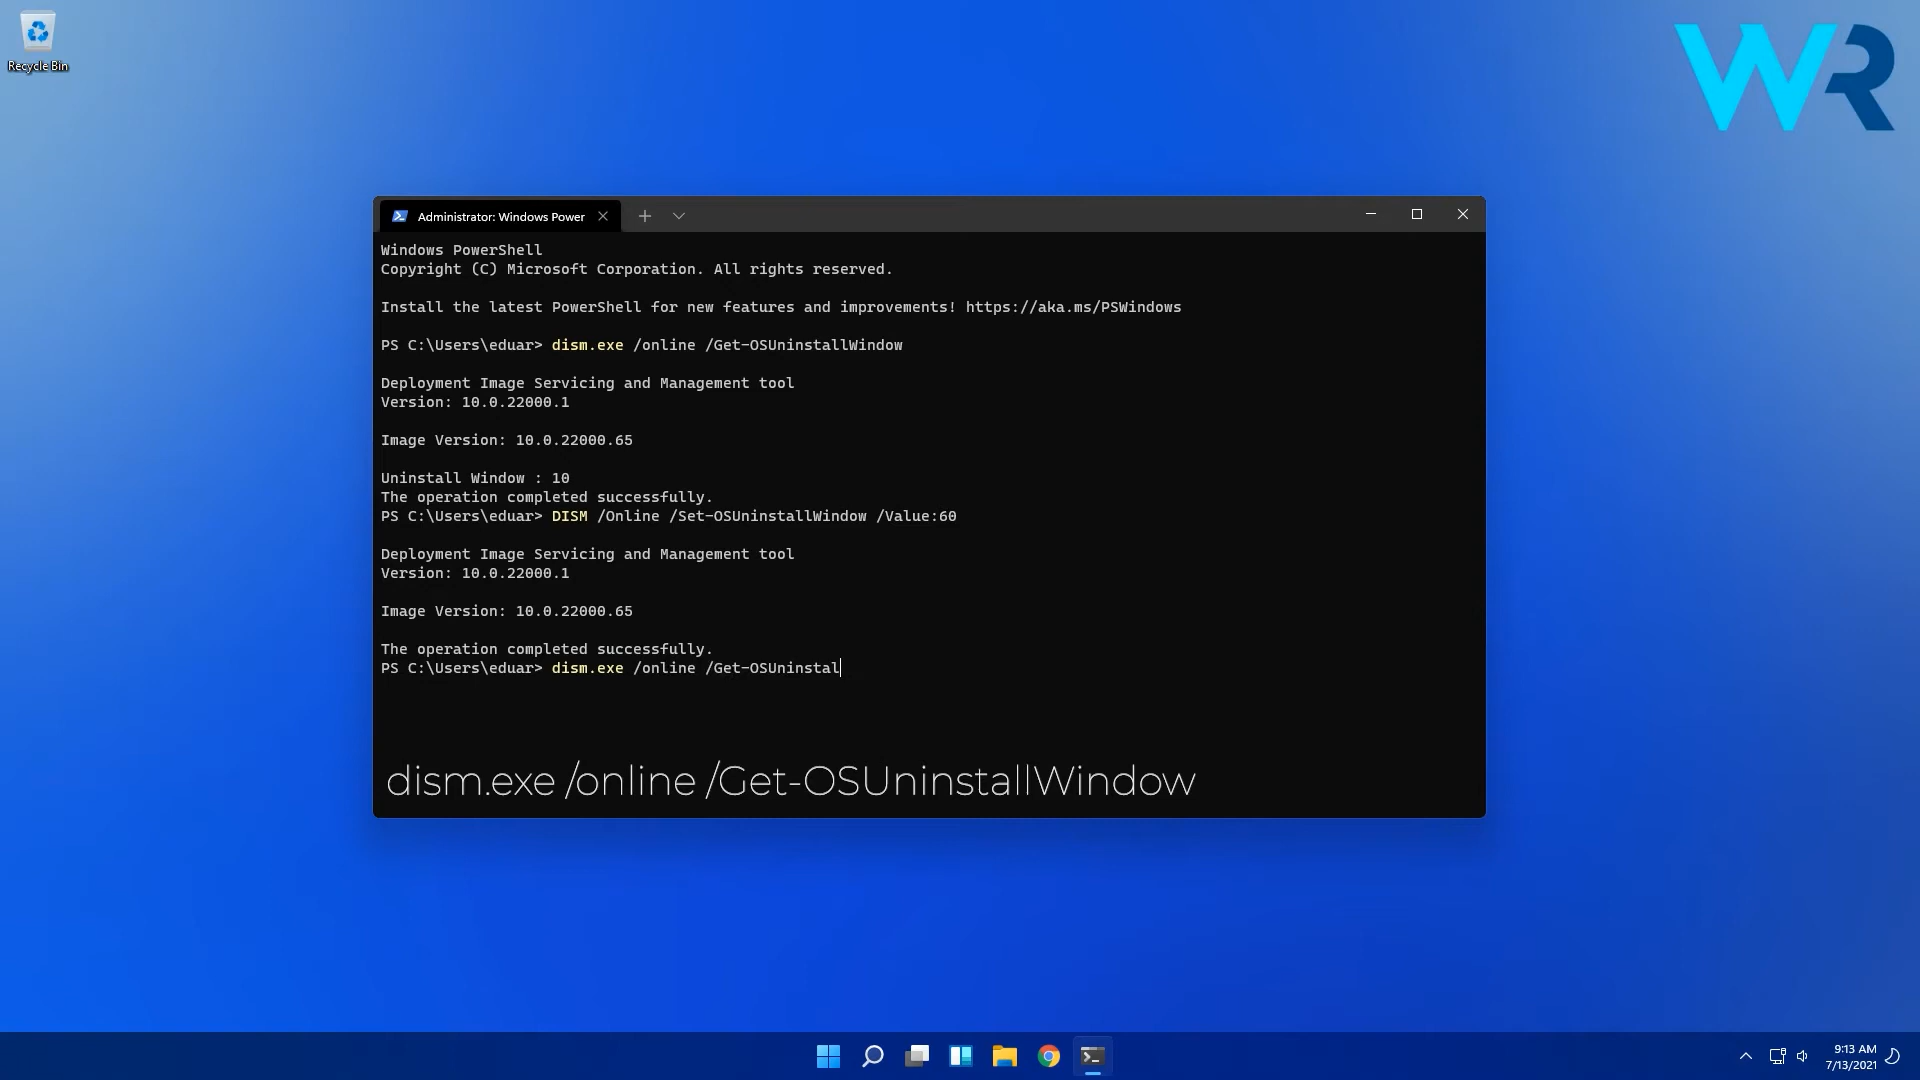 Recycle Bin
WR
Administrator: Windows Power
Windows PowerShell
Copyright (C) Microsoft Corporation. All rights reserved.
Install the latest PowerShell for new features and improvements! https://aka.ms/PSWindows
PS C:\Users\eduar> dism.exe /online /Get-OSUninstallWindow
Deployment Image Servicing and Management tool
Version: 10.0.22000.1
Image Version: 10.0.22000.65
Uninstall Window : 10
The operation completed successfully.
PS C:\Users\eduar> DISM /Online /Set-OSUninstallWindow /Value:60
Deployment Image Servicing and Management tool
Version: 10.0.22000.1
Image Version: 10.0.22000.65
The operation completed successfully.
PS C:\Users\eduar> dism.exe /online /Get-OSUninstal
dism.exe /online /Get-OSUninstallWindow
9:13 AM
7/13/2021